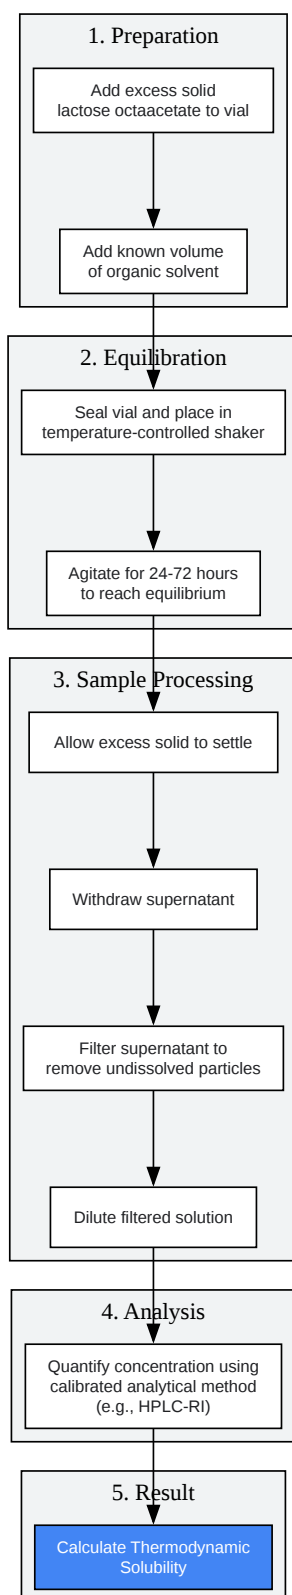 1. Preparation
Add excess solid
lactose octaacetate to vial
Add known volume
of organic solvent
2. Equilibration
Seal vial and place in
temperature-controlled shaker
Agitate for 24-72 hours
to reach equilibrium
3. Sample Processing
Allow excess solid to settle
Withdraw supernatant
Filter supernatant to
remove undissolved particles
Dilute filtered solution
4. Analysis
Quantify concentration using
calibrated analytical method
(e.g., HPLC-RI)
5. Result
Calculate Thermodynamic
Solubility